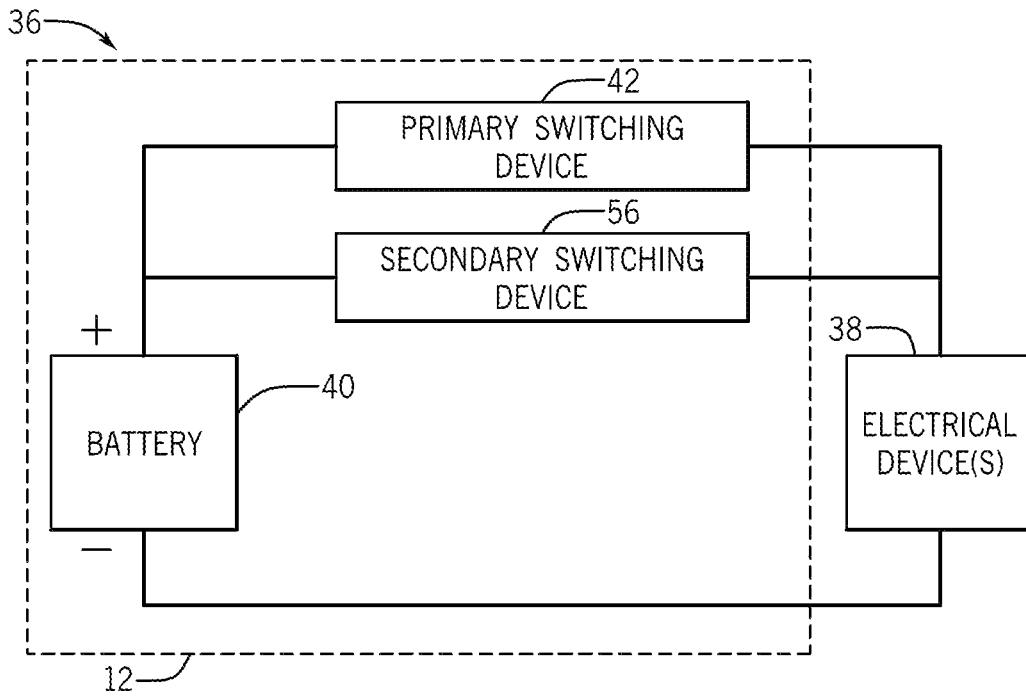 36
42
PRIMARY SWITCHING
DEVICE
56
SECONDARY SWITCHING
DEVICE
+
38
40
BATTERY
ELECTRICAL
DEVICE(S)
−
12